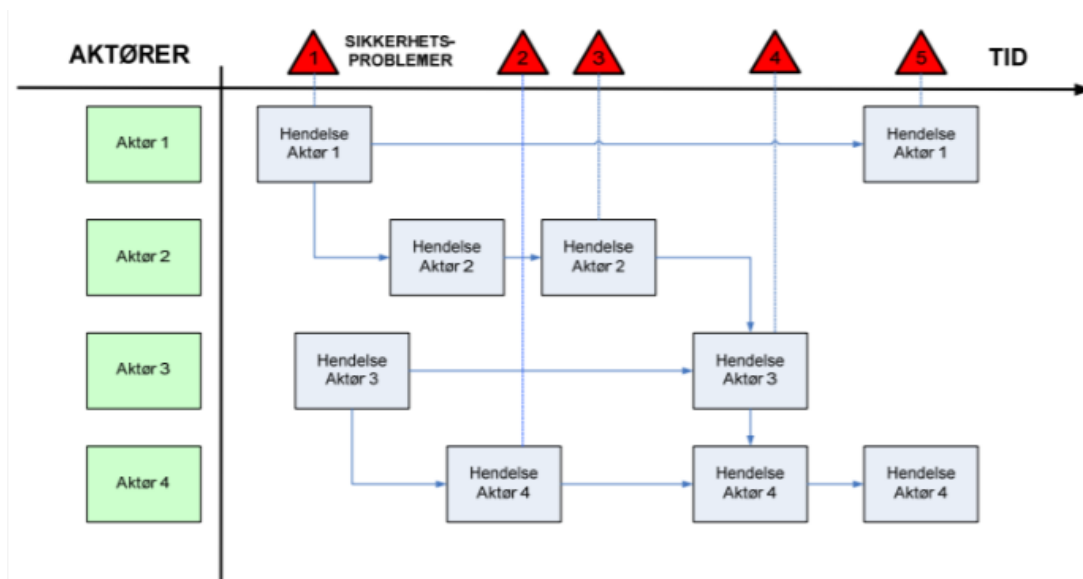 AKTØRER
1
SIKKERHETS-
PROBLEMER
2
3
4
5
TID
Aktør 1
Hendelse
Aktør 1
Hendelse
Aktør 1
Aktør 2
Hendelse
Aktør 2
Hendelse
Aktør 2
Aktør 3
Hendelse
Aktør 3
Hendelse
Aktør 3
Aktør 4
Hendelse
Aktør 4
Hendelse
Aktør 4
Hendelse
Aktør 4